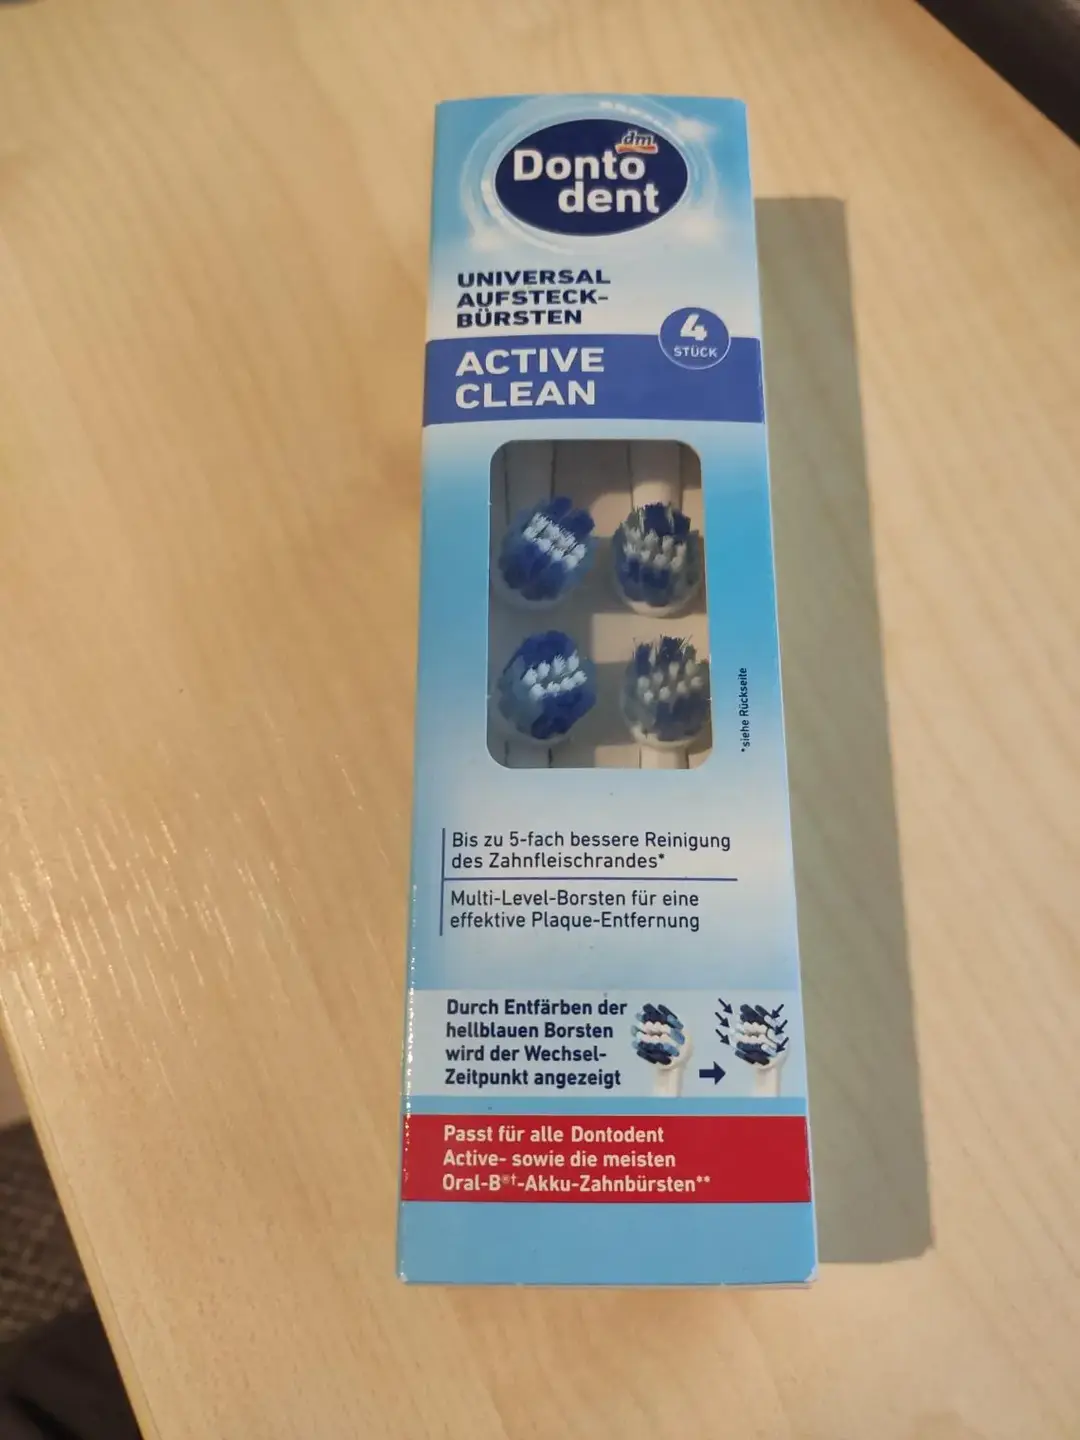 dm
Donto
dent
UNIVERSAL
AUFSTECK-
BÜRSTEN
4
STÜCK
ACTIVE
CLEAN
*siehe Rückseite
Bis zu 5-fach bessere Reinigung
des Zahnfleischrandes*
Multi-Level-Borsten für eine
effektive Plaque-Entfernung
Durch Entfärben der
hellblauen Borsten
wird der Wechsel-
Zeitpunkt angezeigt
Passt für alle Dontodent
Active- sowie die meisten
Oral-B®†-Akku-Zahnbürsten**